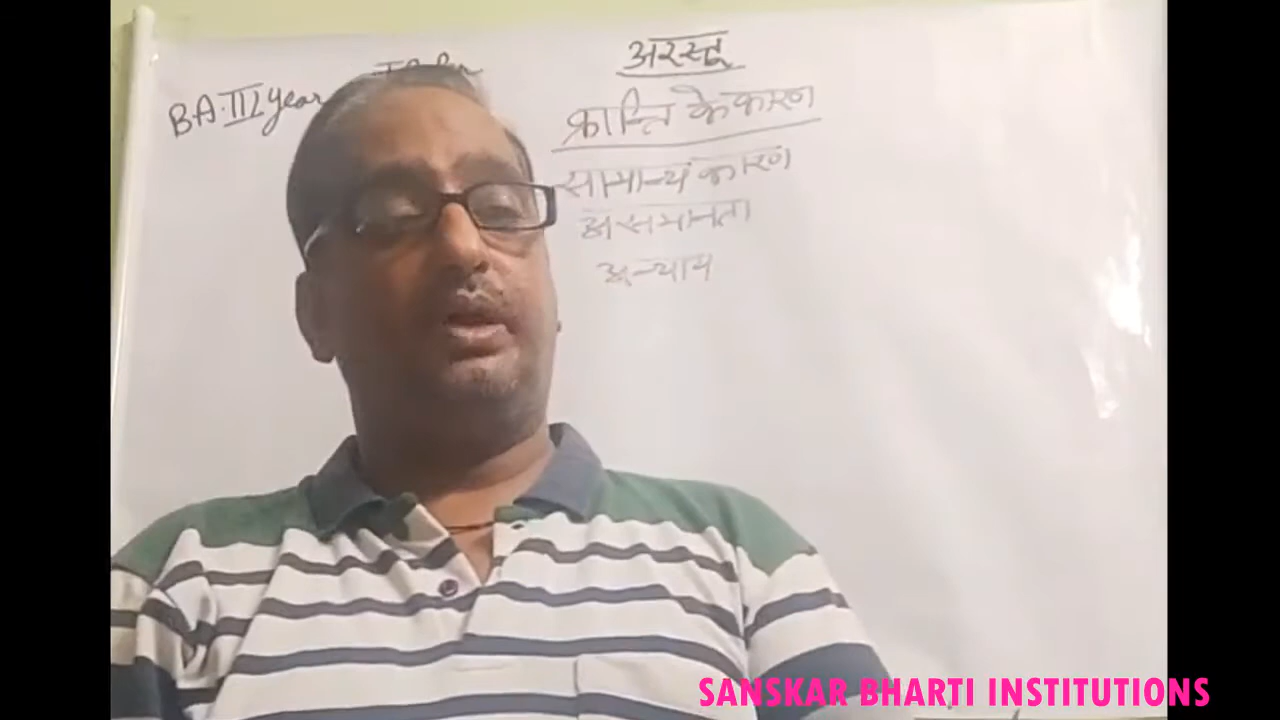 B.A. III year
अरस्तू
क्रान्ति के कारण
सामान्य कारण
असमानता
अन्याय
SANSKAR BHARTI INSTITUTIONS